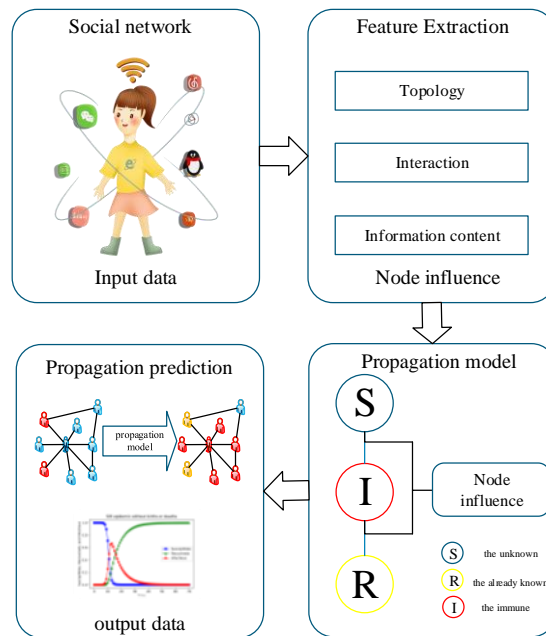 Social network
Input data
Feature Extraction
Topology
Interaction
Information content
Node influence
Propagation prediction
propagation
model
output data
Propagation model
S
I
R
Node
influence
S the unknown
R the already known
I the immune